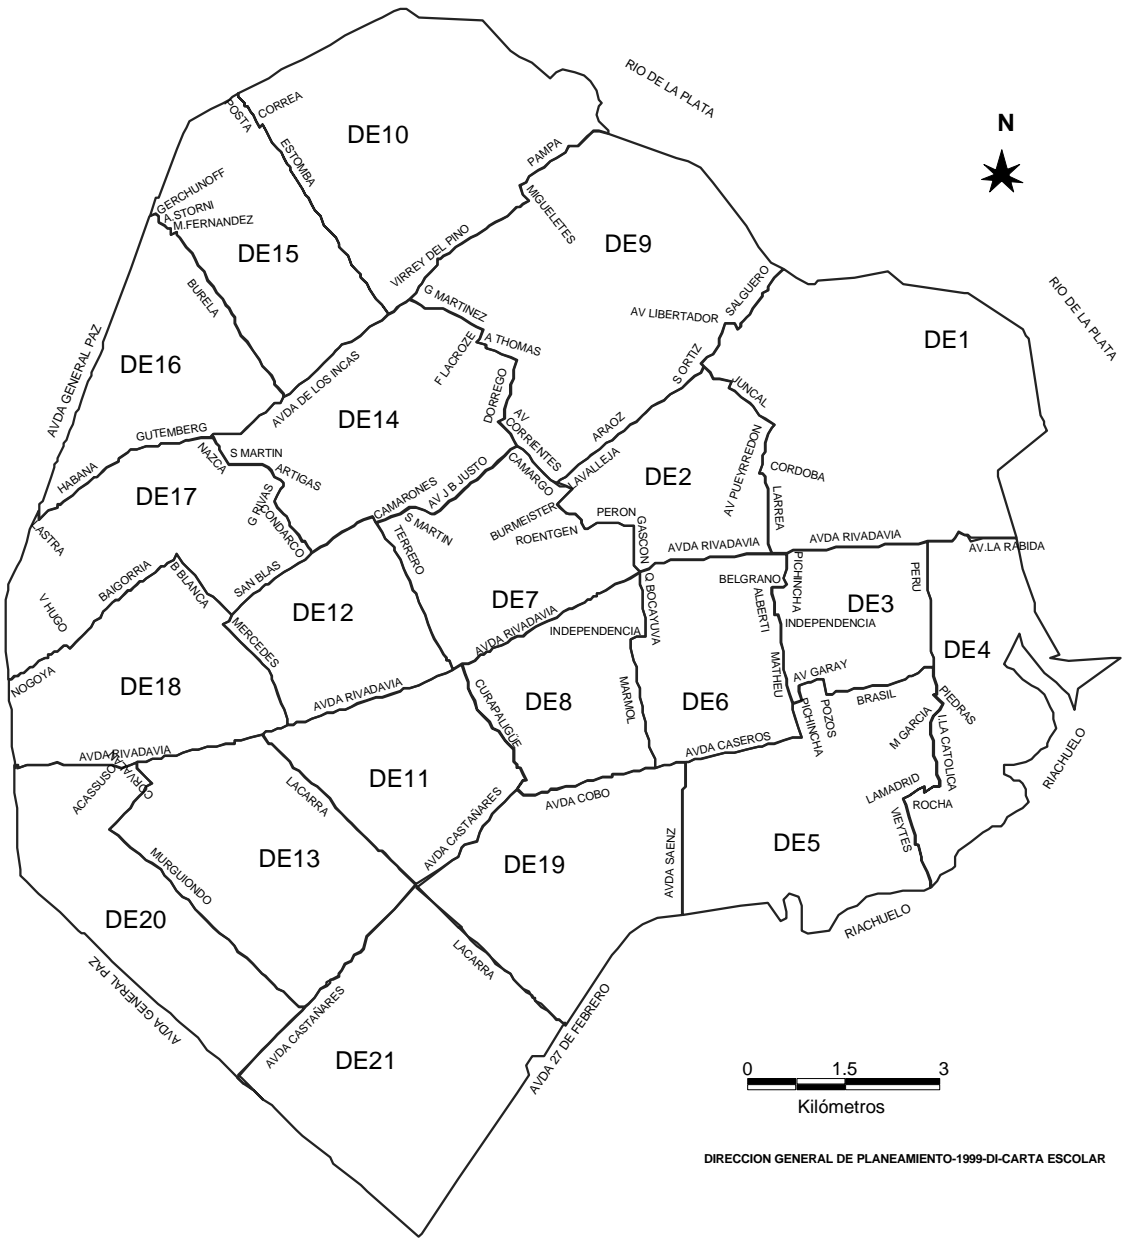 RIO DE LA PLATA
POSTA
CORREA
N
DE10
ESTOMBA
PAMPA
GERCHUNOFF
A.STORNI
M.FERNANDEZ
MIGUELETES
DE15
DE9
VIRREY DEL PINO
BURELA
G MARTINEZ
SALGUERO
AV LIBERTADOR
RIO DE LA PLATA
DE1
AVDA GENERAL PAZ
DE16
F LACROZE
A THOMAS
S ORTIZ
JUNCAL
AVDA DE LOS INCAS
DE14
DORREGO
AV
CORRIENTES
ARAOZ
GUTEMBERG
NAZCA
S MARTIN
ARTIGAS
HABANA
DE17
G RIVAS
CONDARCO
CAMARONES
AV J B JUSTO
CAMARGO
LAVALLEJA
DE2
AV PUEYRREDON
CORDOBA
LARREA
LASTRA
S MARTIN
BURMEISTER
ROENTGEN
PERON
GASCON
TERRERO
AVDA RIVADAVIA
AVDA RIVADAVIA
AV.LA RABIDA
V HUGO
BAIGORRIA
B BLANCA
SAN BLAS
DE12
DE7
Q BOCAYUVA
BELGRANO
PICHINCHA
ALBERTI
DE3
PERU
INDEPENDENCIA
MERCEDES
AVDA RIVADAVIA
INDEPENDENCIA
DE4
NOGOYA
DE18
AVDA RIVADAVIA
CURAPALIGÜE
DE8
MARMOL
DE6
MATHEU
AV GARAY
PICHINCHA
POZOS
BRASIL
M GARCIA
PIEDRAS
I.LA CATOLICA
AVDA CASEROS
RIACHUELO
AVDA RIVADAVIA
ACASSUSO
CORVALAN
LACARRA
DE11
AVDA CASTAÑARES
AVDA COBO
LAMADRID
ROCHA
VIEYTES
DE5
MURGUIONDO
DE13
DE19
AVDA SAENZ
DE20
RIACHUELO
AVDA GENERAL PAZ
LACARRA
AVDA CASTAÑARES
DE21
AVDA 27 DE FEBRERO
0 1.5 3
Kilómetros
DIRECCION GENERAL DE PLANEAMIENTO-1999-DI-CARTA ESCOLAR